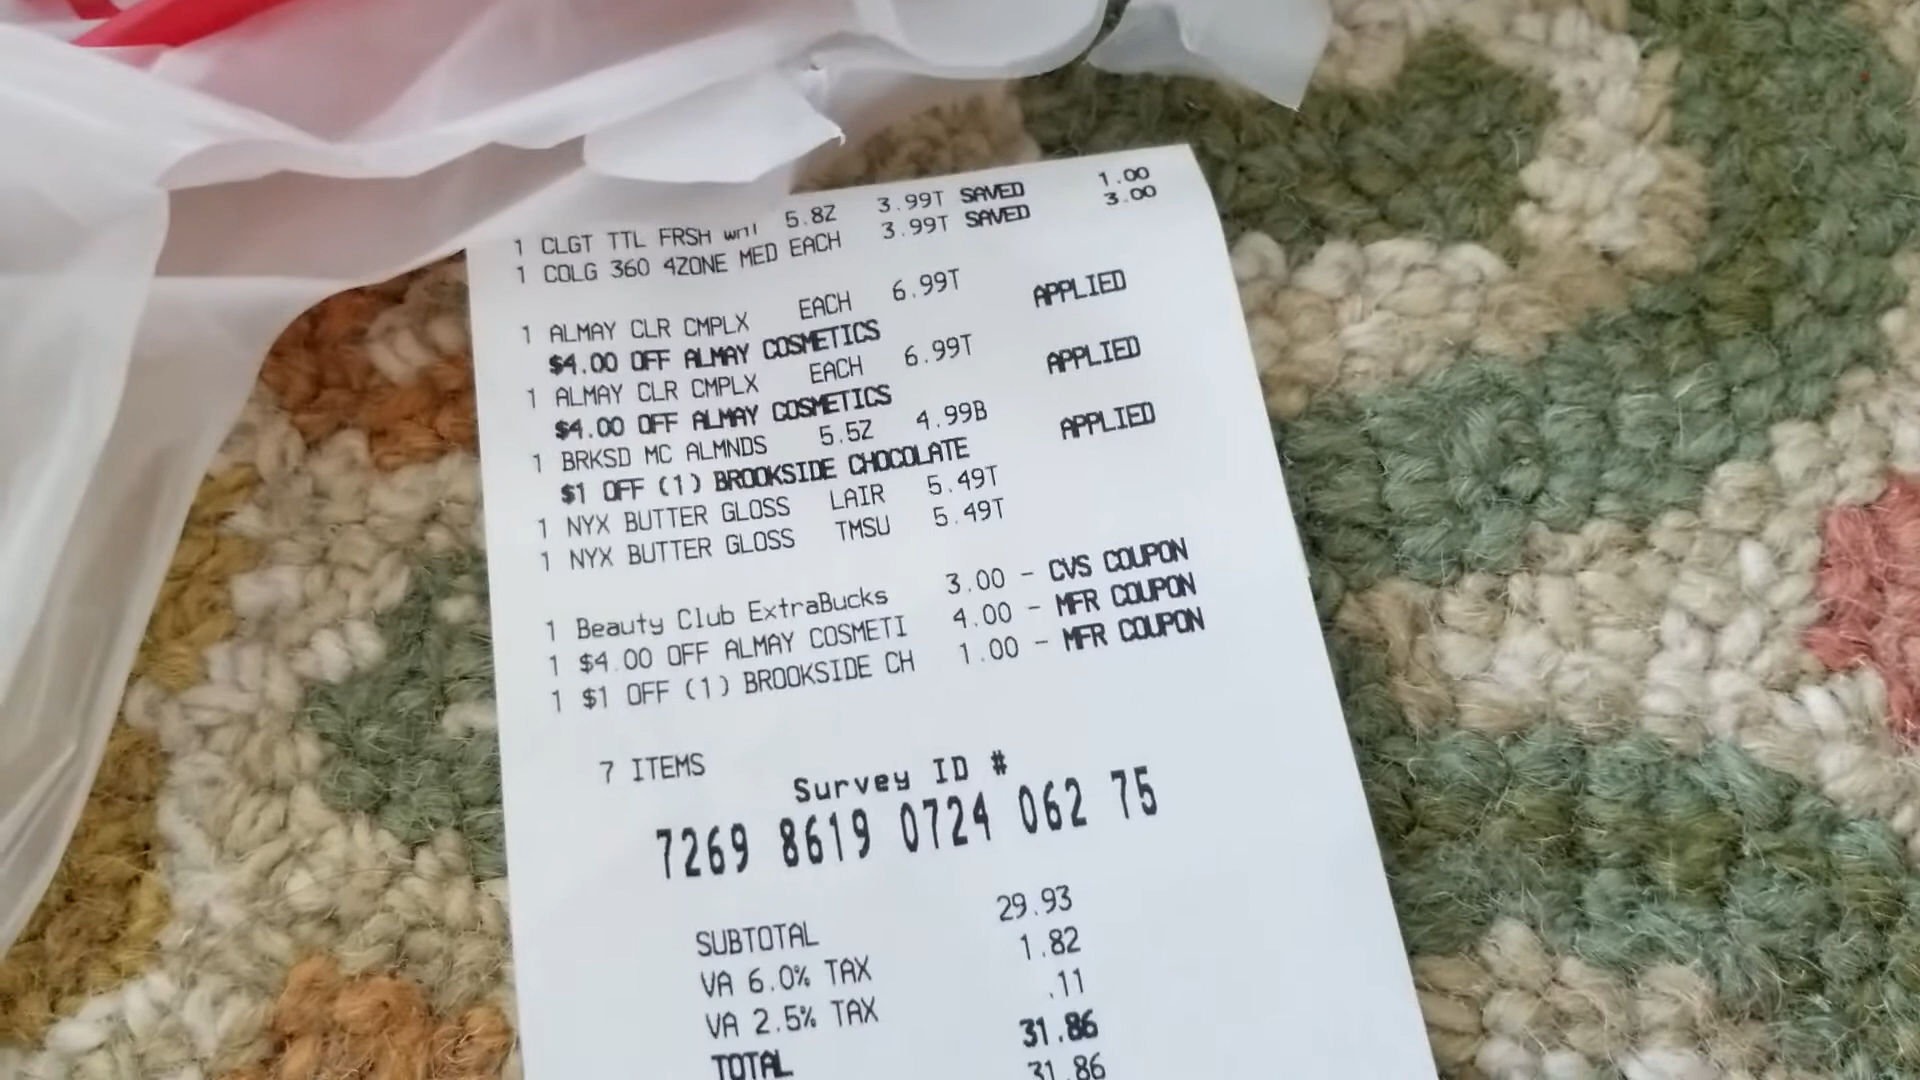 1 CLGT TTL FRSH wntr 5.8Z 3.99T SAVED 1.00
1 COLG 360 4ZONE MED EACH 3.99T SAVED 3.00
1 ALMAY CLR CMPLX EACH 6.99T
$4.00 OFF ALMAY COSMETICS APPLIED
1 ALMAY CLR CMPLX EACH 6.99T
$4.00 OFF ALMAY COSMETICS APPLIED
1 BRKSD MC ALMNDS 5.5Z 4.99B
$1 OFF (1) BROOKSIDE CHOCOLATE APPLIED
1 NYX BUTTER GLOSS LAIR 5.49T
1 NYX BUTTER GLOSS TMSU 5.49T
1 Beauty Club ExtraBucks 3.00 - CVS COUPON
1 $4.00 OFF ALMAY COSMETI 4.00 - MFR COUPON
1 $1 OFF (1) BROOKSIDE CH 1.00 - MFR COUPON
7 ITEMS
Survey ID #
7269 8619 0724 062 75
SUBTOTAL 29.93
VA 6.0% TAX 1.82
VA 2.5% TAX .11
TOTAL 31.86
31.86